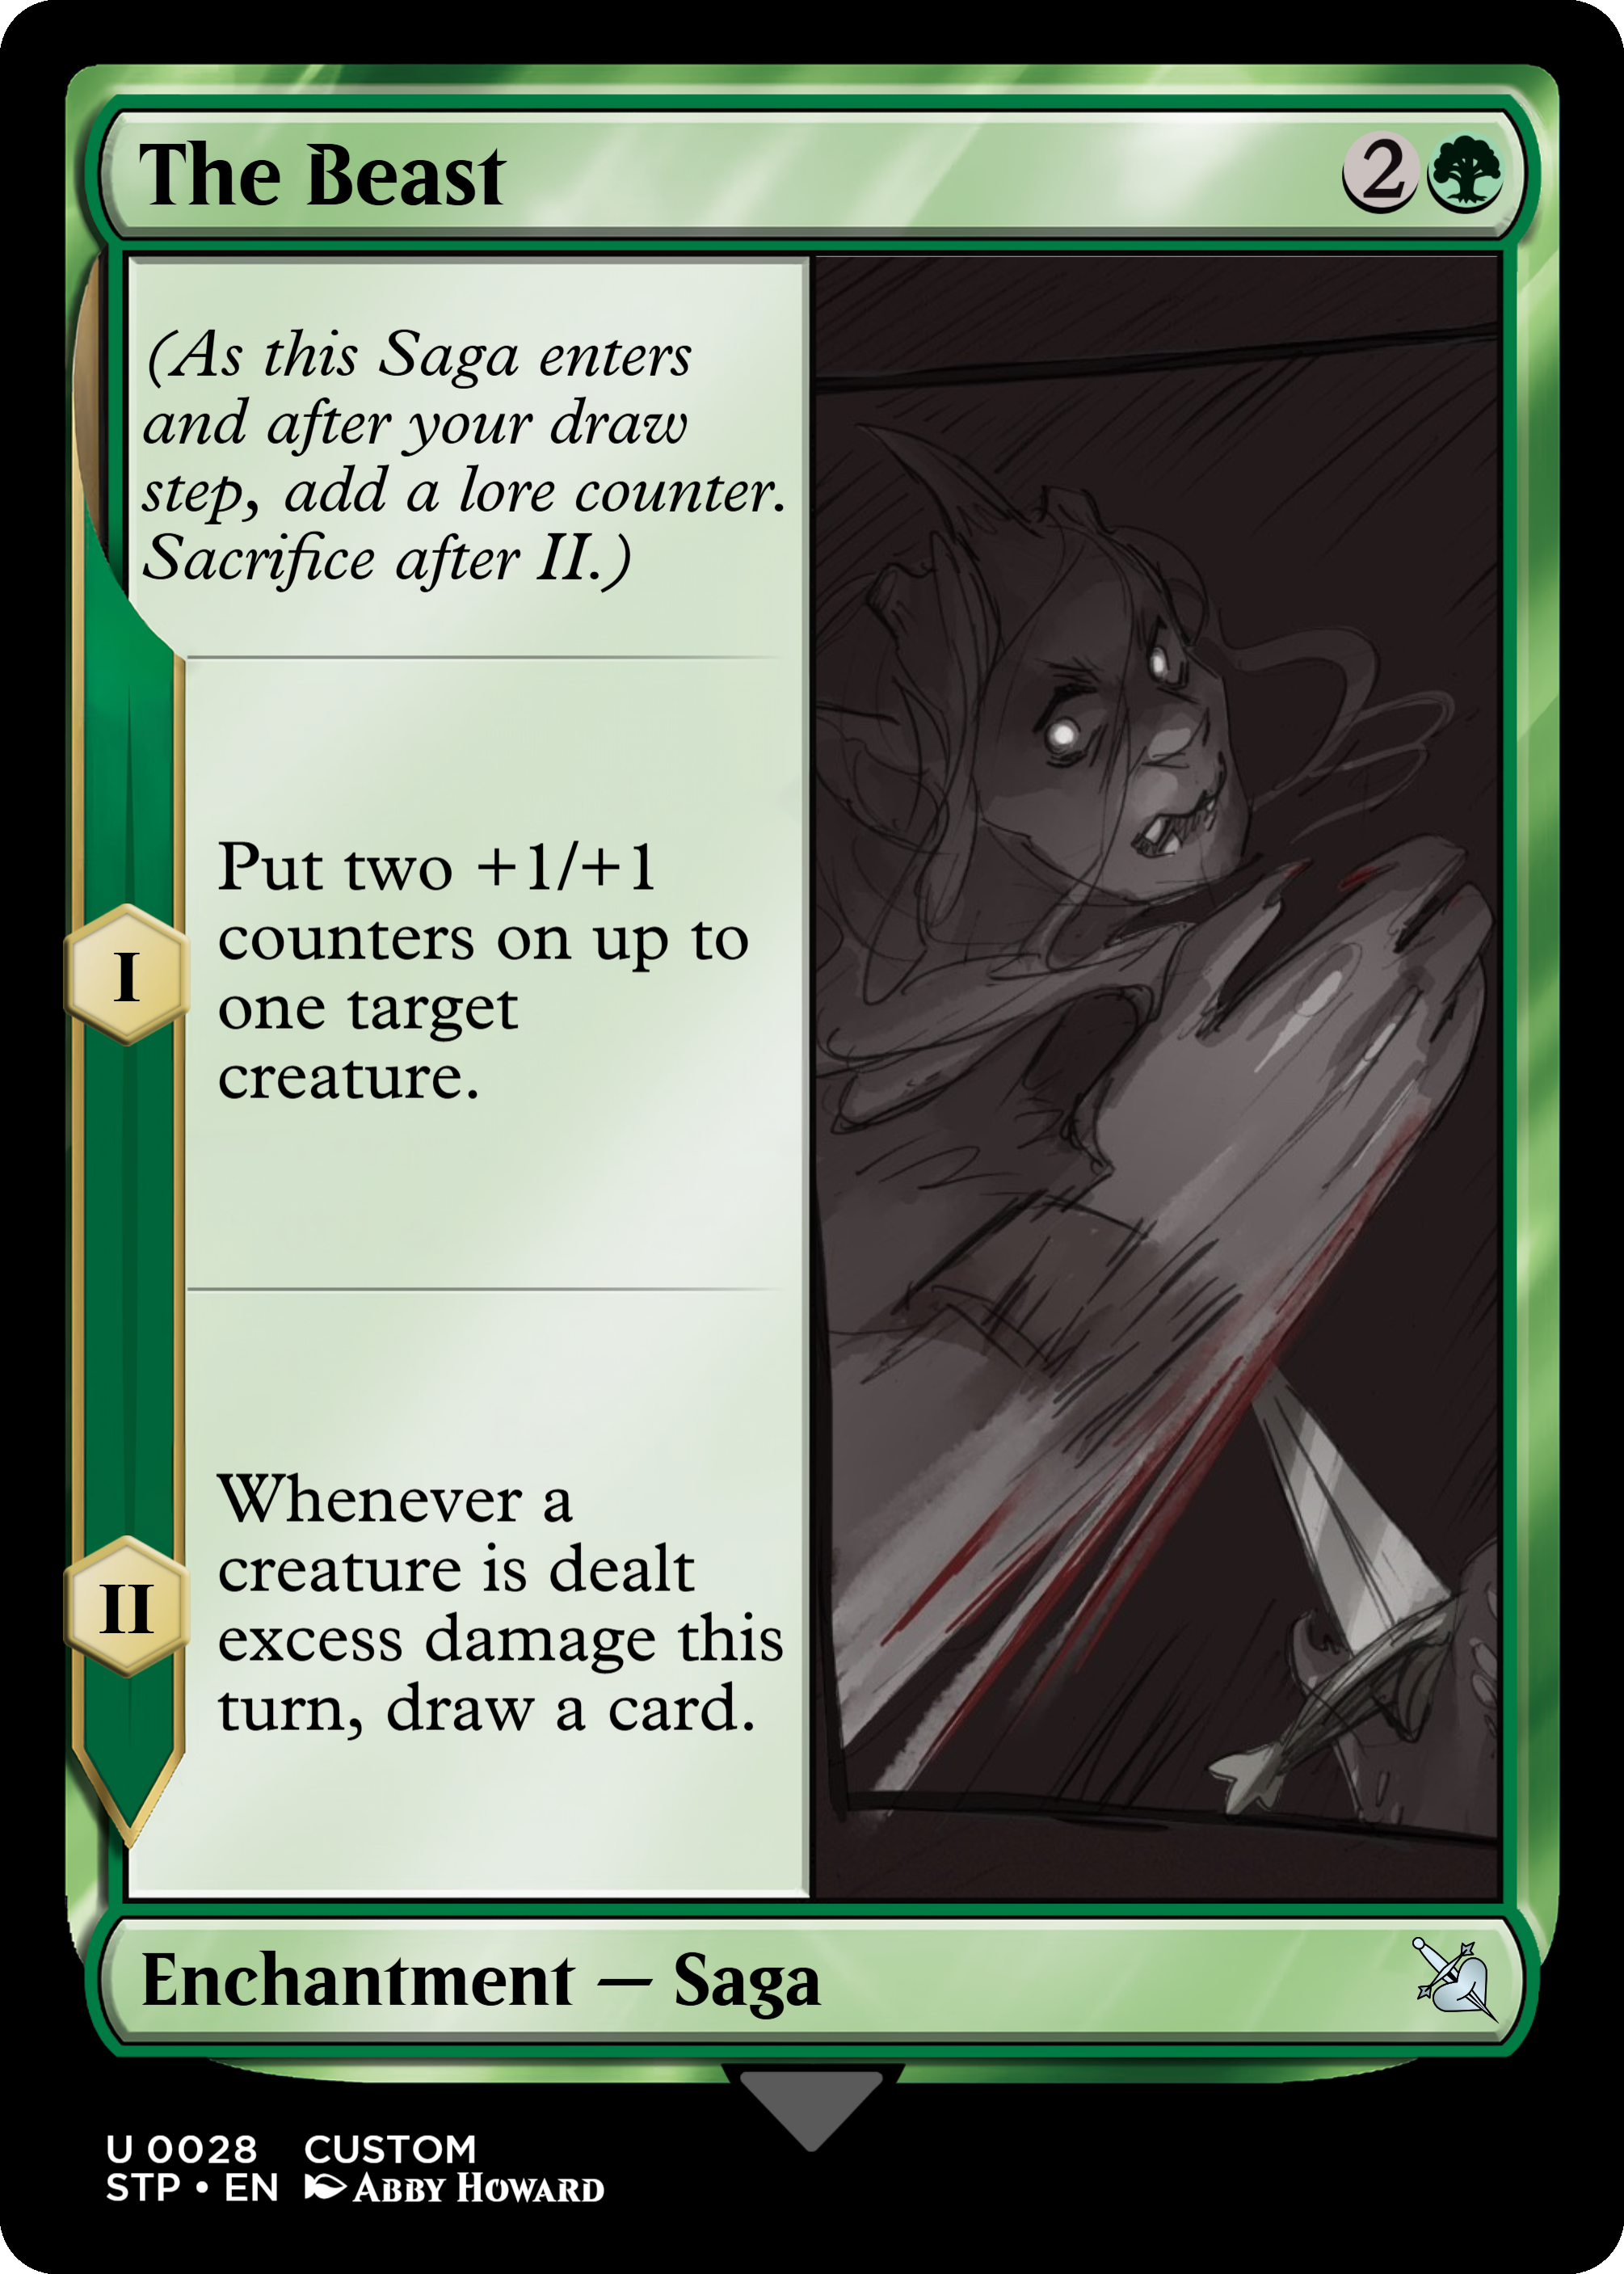 The Beast 2
(As this Saga enters
and after your draw
step, add a lore counter.
Sacrifice after II.)
I
Put two +1/+1
counters on up to
one target
creature.
II
Whenever a
creature is dealt
excess damage this
turn, draw a card.
Enchantment — Saga
U 0028 CUSTOM
STP • EN Abby Howard